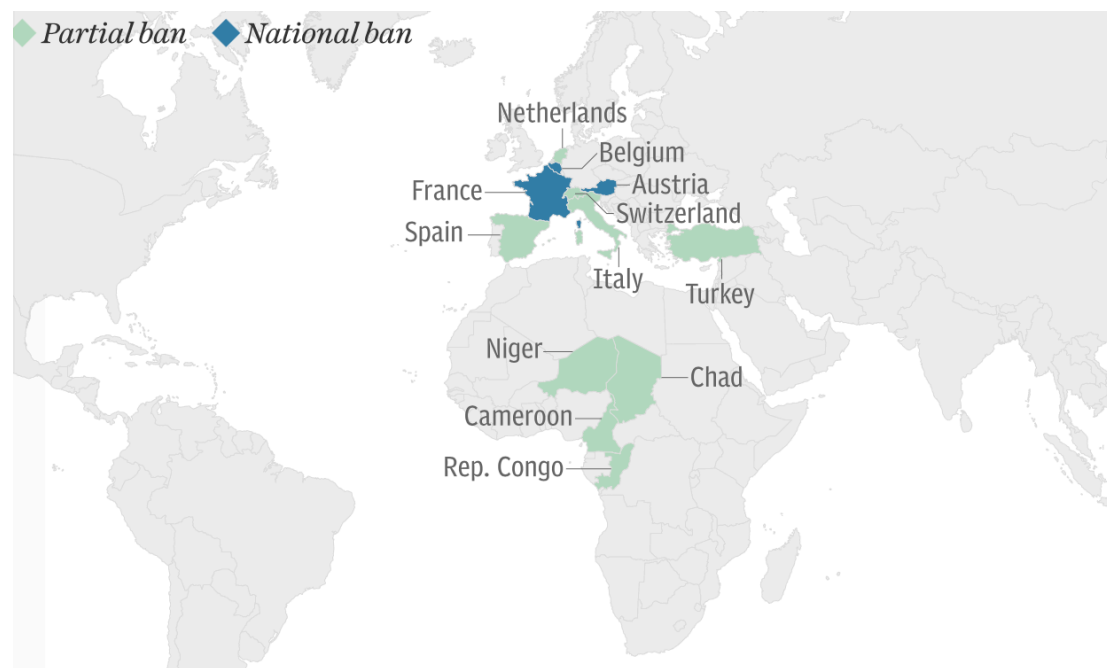 Partial ban National ban
Netherlands
Belgium
Austria
France
Switzerland
Spain
Italy
Turkey
Niger
Chad
Cameroon
Rep. Congo